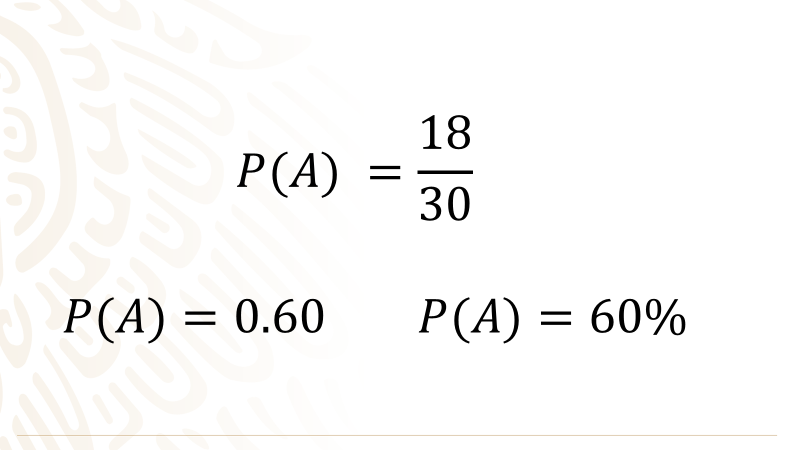 P(A) = 18/30
P(A) = 0.60 P(A) = 60%